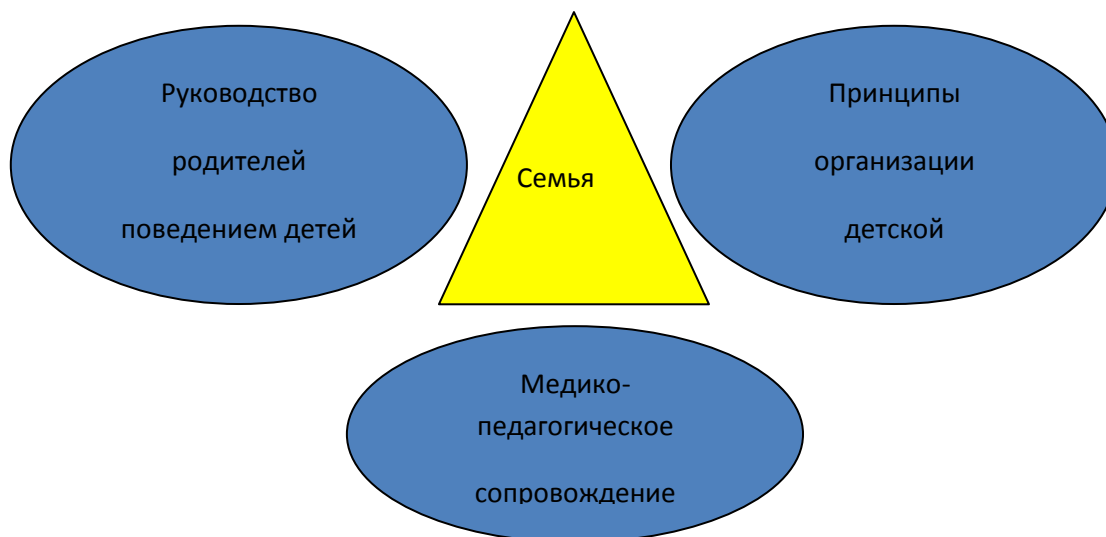 Руководство
родителей
поведением детей
Семья
Принципы
организации
детской
Медико-
педагогическое
сопровождение